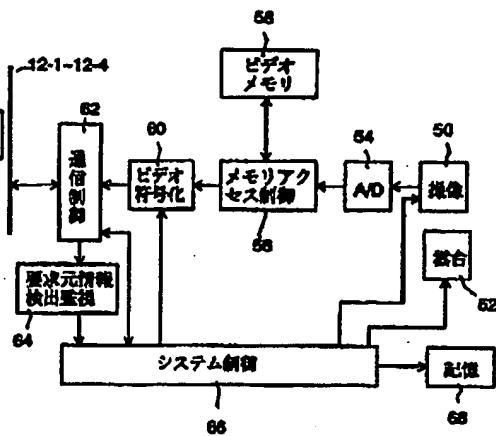 58
ビデオ
メモリ
12-1~12-4
62
通信制御
60
ビデオ
符号化
メモリアク
セス制御
56
54
A/D
50
撮像
雲台
52
要求元情報
検出監視
64
システム制御
66
記憶
68